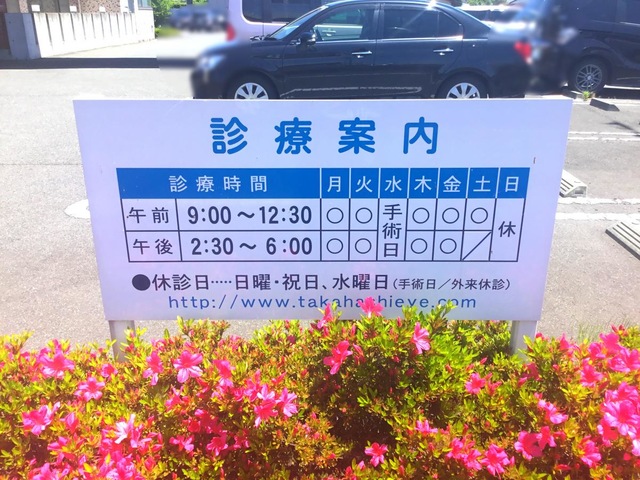 診療案内
診療時間 月 火 水 木 金 土 日
午前 9:00～12:30 ○ ○ 手術日 ○ ○ ○ 休
午後 2:30～6:00 ○ ○ ○ ○ ／
●休診日‥‥日曜・祝日、水曜日(手術日／外来休診)
http://www.takahashieye.com